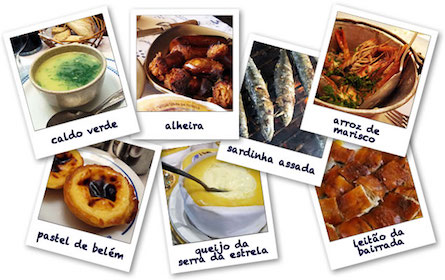 caldo verde
alheira
sardinha assada
arroz de
marisco
pastel de belém
queijo da
serra da estrela
leitão da
bairrada